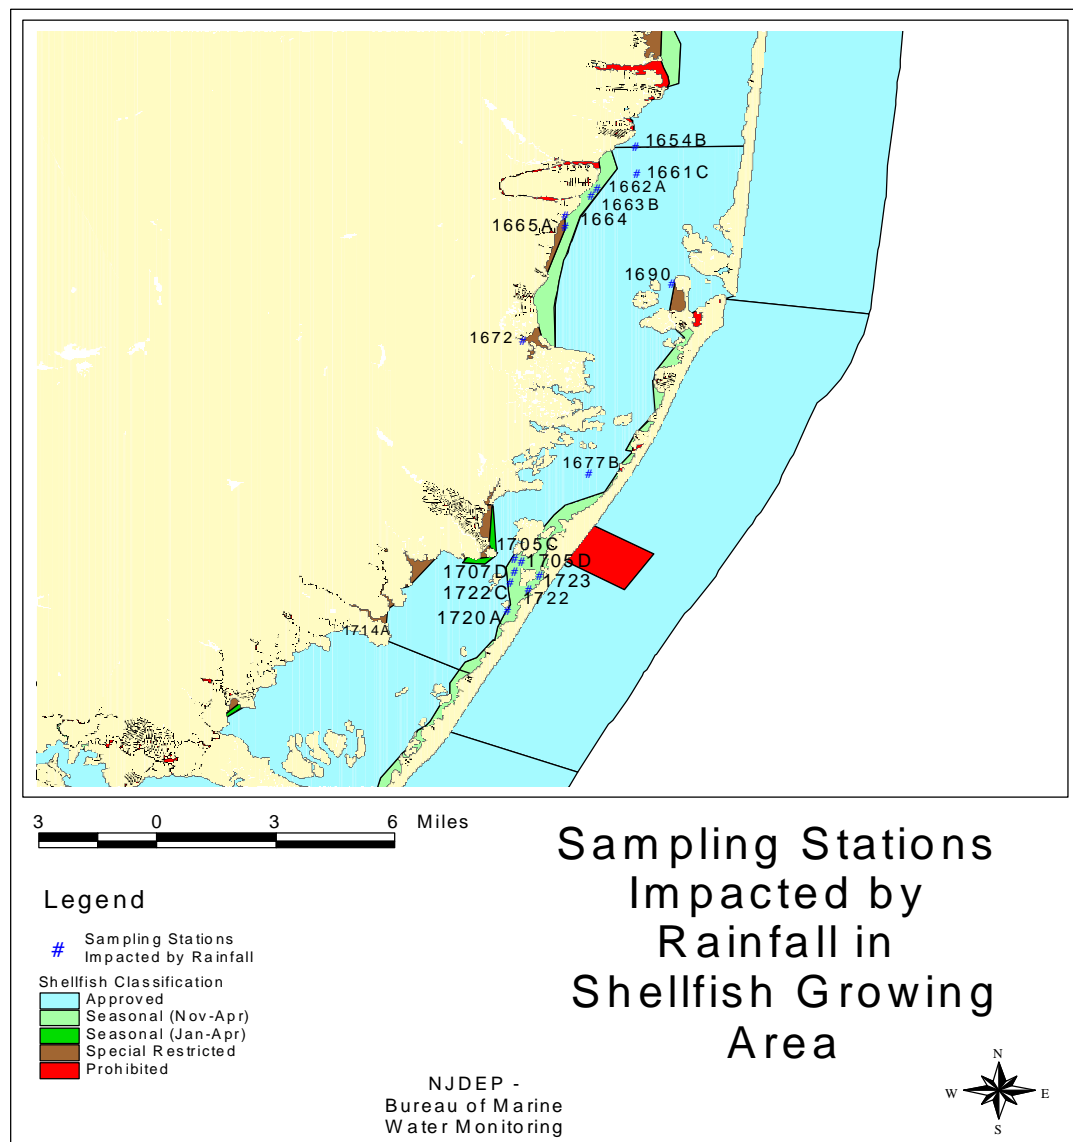 1654B
1661C
1662A
1663B
1665A
1664
1690
1672
1677B
1705C
1705D
1707D
1723
1722C
1722
1720A
1714A
3 0 3 6 Miles
Legend
# Sampling Stations
Impacted by Rainfall
Shellfish Classification
Approved
Seasonal (Nov-Apr)
Seasonal (Jan-Apr)
Special Restricted
Prohibited
Sampling Stations
Impacted by
Rainfall in
Shellfish Growing
Area
NJDEP -
Bureau of Marine
Water Monitoring
N
W E
S